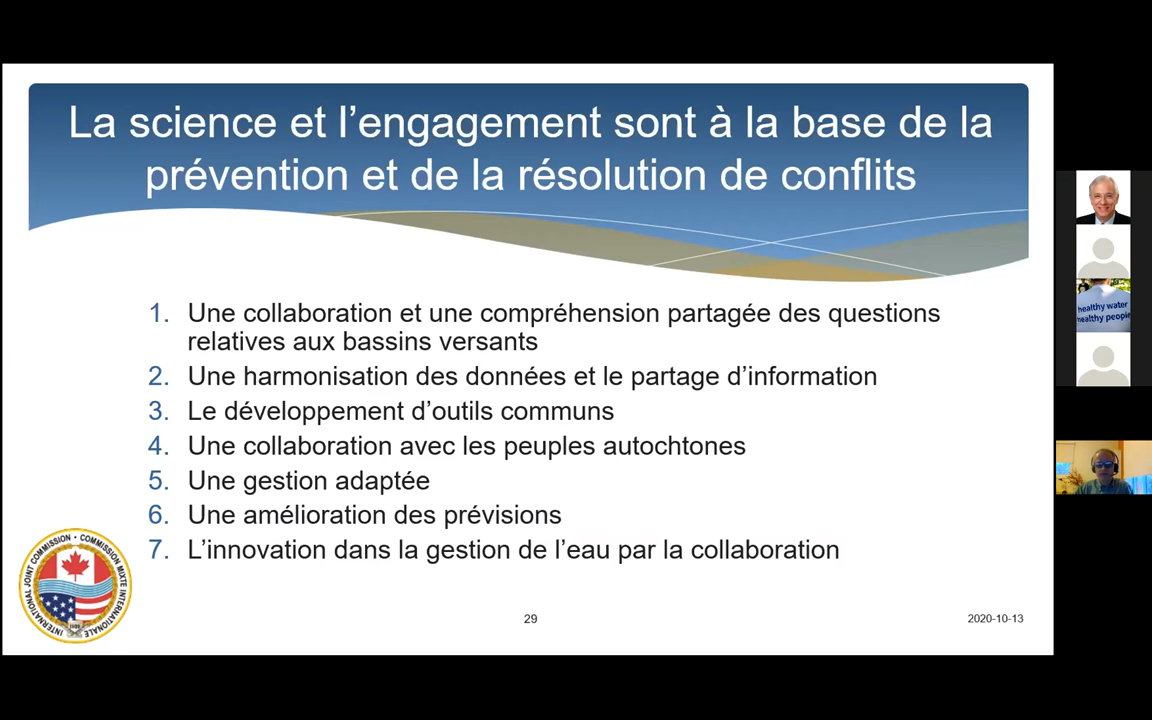 La science et l’engagement sont à la base de la
prévention et de la résolution de conflits
1. Une collaboration et une compréhension partagée des questions
relatives aux bassins versants
2. Une harmonisation des données et le partage d’information
3. Le développement d’outils communs
4. Une collaboration avec les peuples autochtones
5. Une gestion adaptée
6. Une amélioration des prévisions
7. L’innovation dans la gestion de l’eau par la collaboration
INTERNATIONAL JOINT COMMISSION • COMMISSION MIXTE INTERNATIONALE
1909
29
2020-10-13
healthy water
healthy people